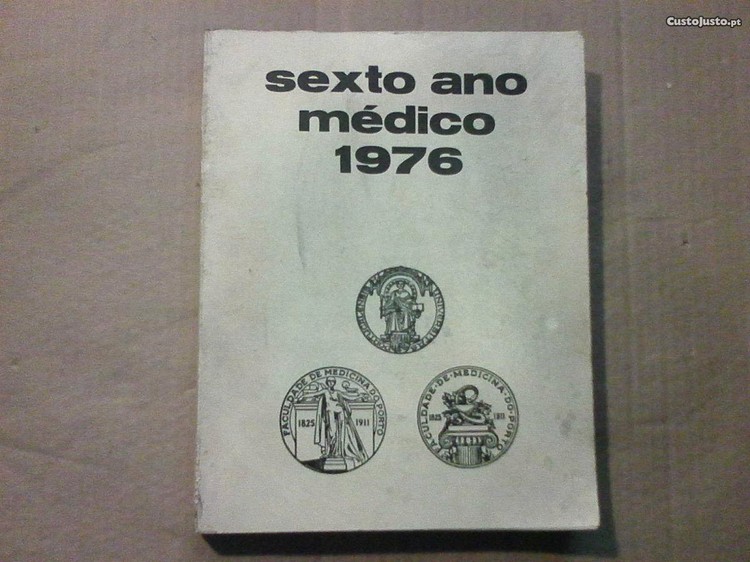 CustoJusto.pt
sexto ano
médico
1976
FACULDADE DE MEDICINA DO PORTO
1825 1911
FACULDADE·DE·MEDICINA·DO·PORTO
1825 1911